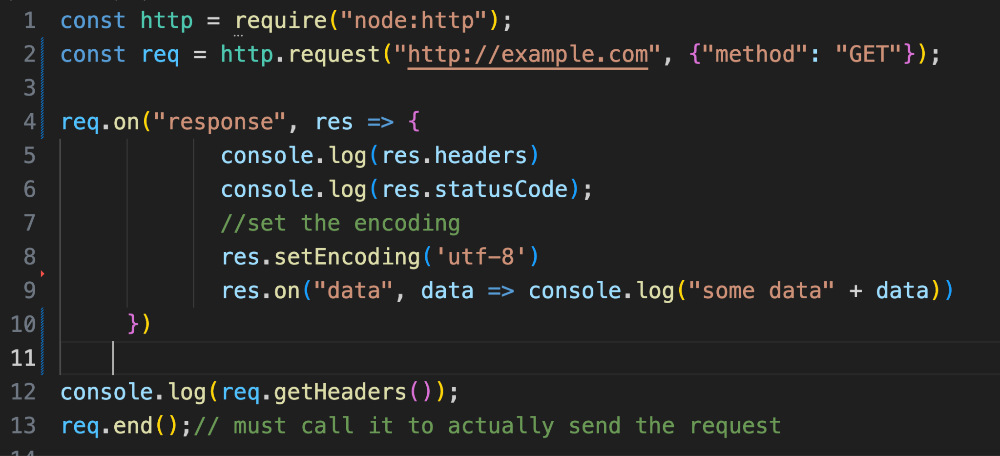 1 const http = require("node:http");
2 const req = http.request("http://example.com", {"method": "GET"});
3
4 req.on("response", res => {
5 console.log(res.headers)
6 console.log(res.statusCode);
7 //set the encoding
8 res.setEncoding('utf-8')
9 res.on("data", data => console.log("some data" + data))
10 })
11
12 console.log(req.getHeaders());
13 req.end();// must call it to actually send the request
14